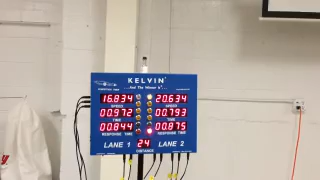 KELVIN
...And the Winner is...
16.834 20.634
SPEED SPEED
00.972 00.793
TIME TIME
00.844 00.875
RESPONSE TIME RESPONSE TIME
LANE 1 24 LANE 2
DISTANCE